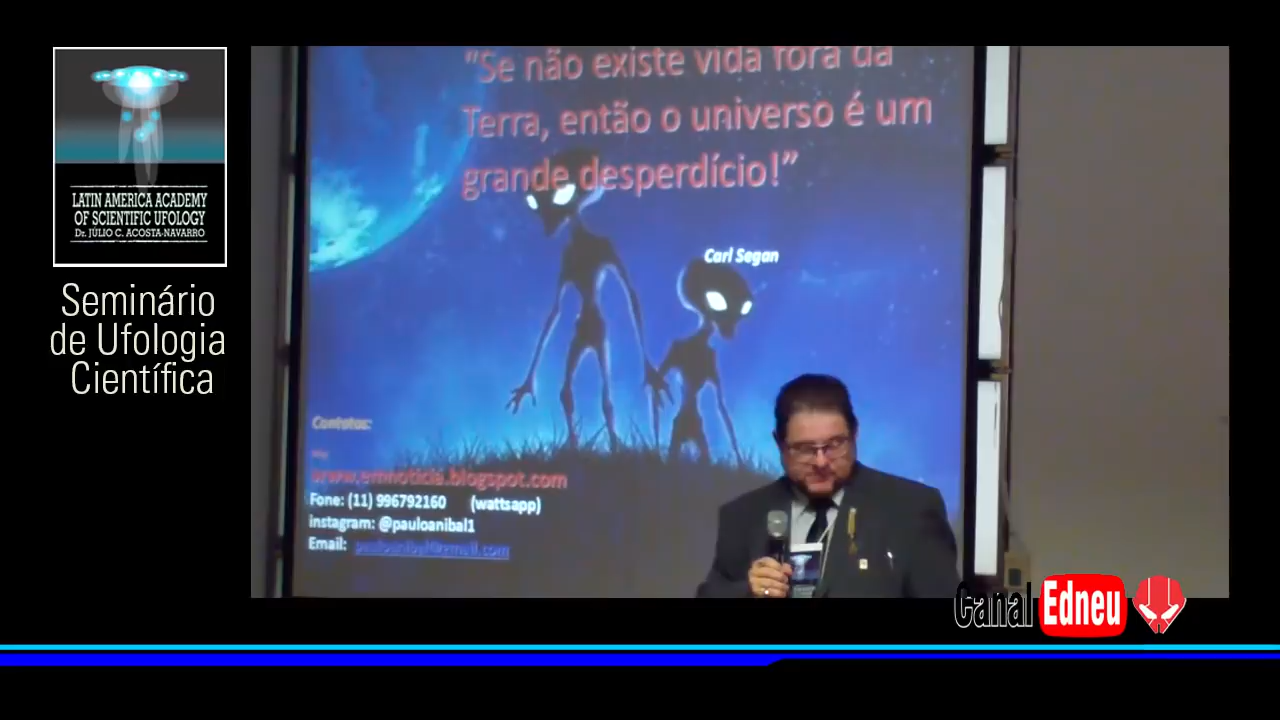 LATIN AMERICA ACADEMY
OF SCIENTIFIC UFOLOGY
Dr. JÚLIO C. ACOSTA-NAVARRO
Seminário
de Ufologia
Científica
"Se não existe vida fora da
Terra, então o universo é um
grande desperdício!"
Carl Segan
Contatos:
www.emnoticia.blogspot.com
Fone: (11) 996792160 (wattsapp)
instagram: @pauloanibal1
Email:
Canal Edneu